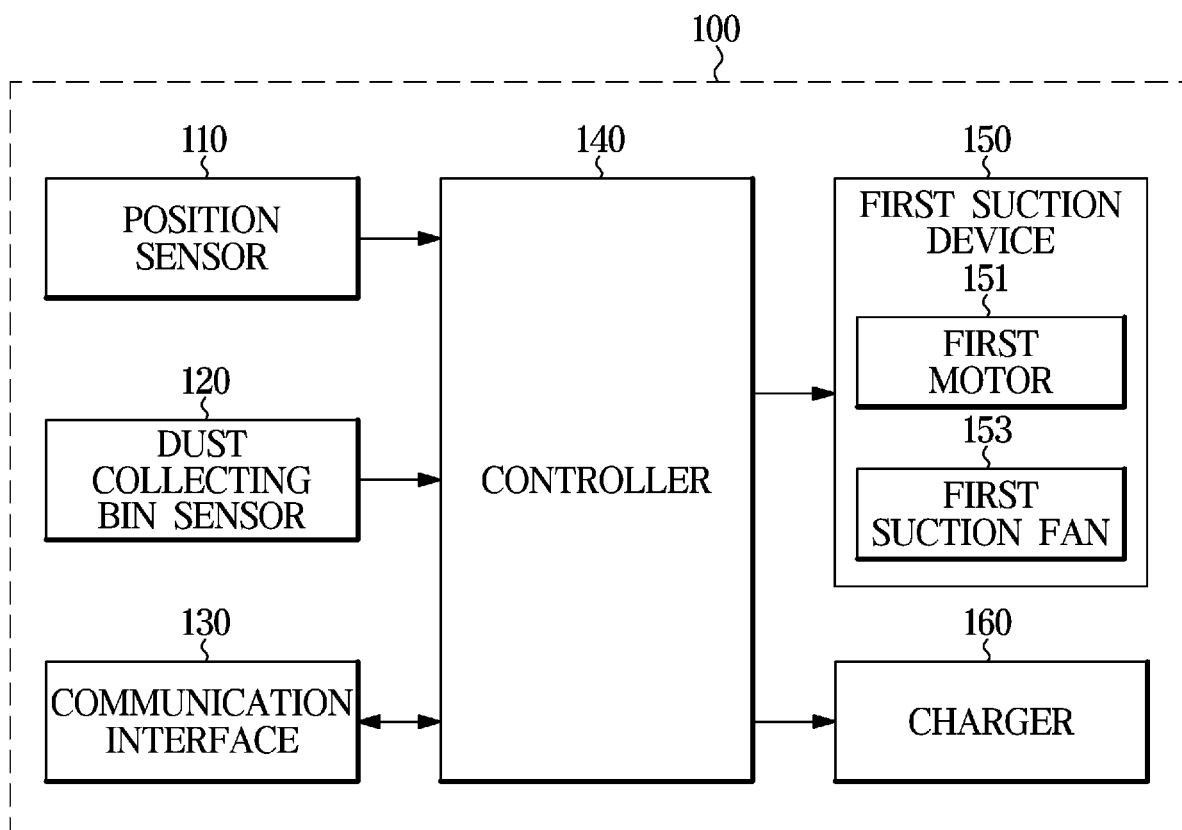 100
110
POSITION
SENSOR
120
DUST
COLLECTING
BIN SENSOR
130
COMMUNICATION
INTERFACE
140
CONTROLLER
150
FIRST SUCTION
DEVICE
151
FIRST
MOTOR
153
FIRST
SUCTION FAN
160
CHARGER